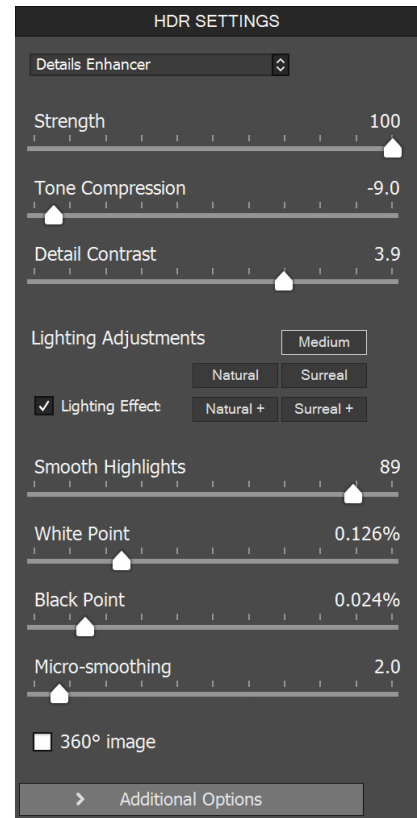 HDR SETTINGS
Details Enhancer
Strength 100
Tone Compression -9.0
Detail Contrast 3.9
Lighting Adjustments Medium
Natural Surreal
Lighting Effect Natural + Surreal +
Smooth Highlights 89
White Point 0.126%
Black Point 0.024%
Micro-smoothing 2.0
360° image
Additional Options